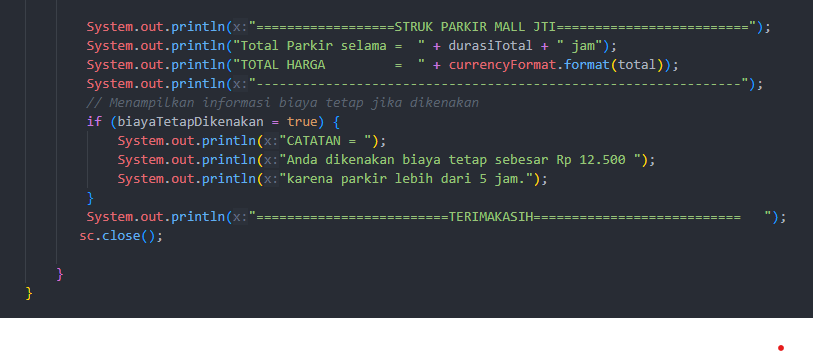 System.out.println(x:"==================STRUK PARKIR MALL JTI=========================");
System.out.println("Total Parkir selama =  " + durasiTotal + " jam");
System.out.println("TOTAL HARGA         =  " + currencyFormat.format(total));
System.out.println(x:"---------------------------------------------------------------");
// Menampilkan informasi biaya tetap jika dikenakan
if (biayaTetapDikenakan = true) {
System.out.println(x:"CATATAN = ");
System.out.println(x:"Anda dikenakan biaya tetap sebesar Rp 12.500 ");
System.out.println(x:"karena parkir lebih dari 5 jam.");
}
System.out.println(x:"=========================TERIMAKASIH===========================   ");
sc.close();
}
}